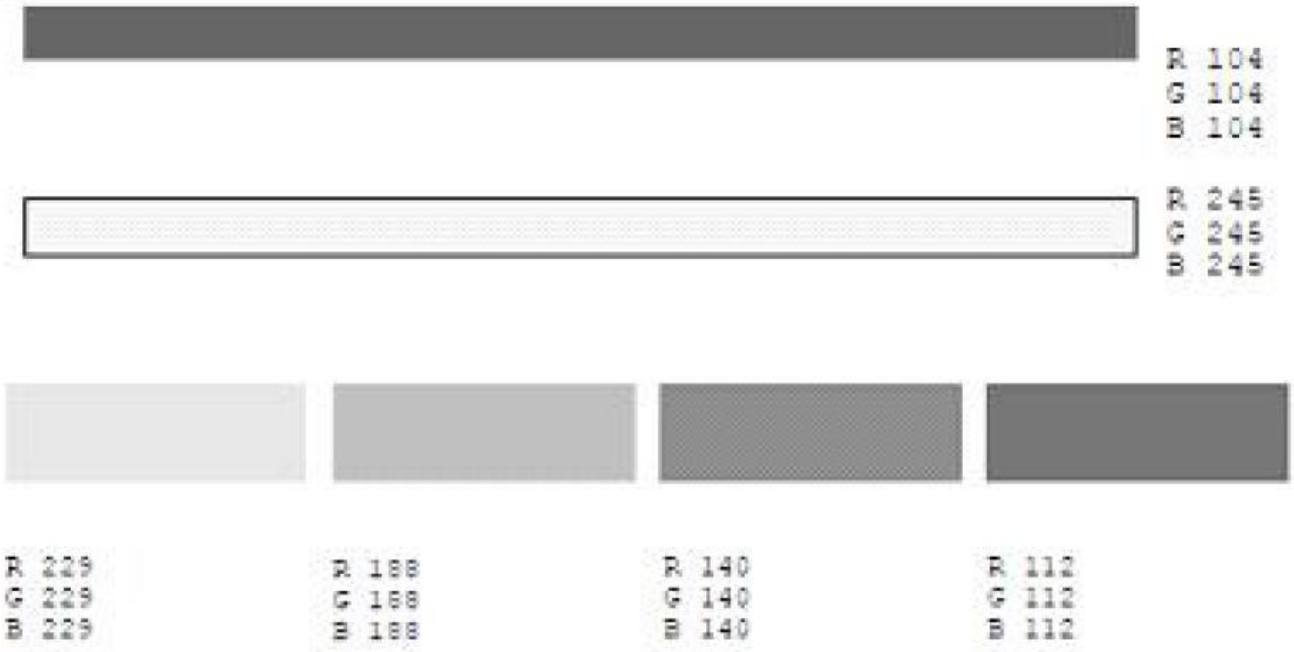 R 104
G 104
B 104
R 245
G 245
B 245
R 229 R 188 R 140 R 112
G 229 G 188 G 140 G 112
B 229 B 188 B 140 B 112